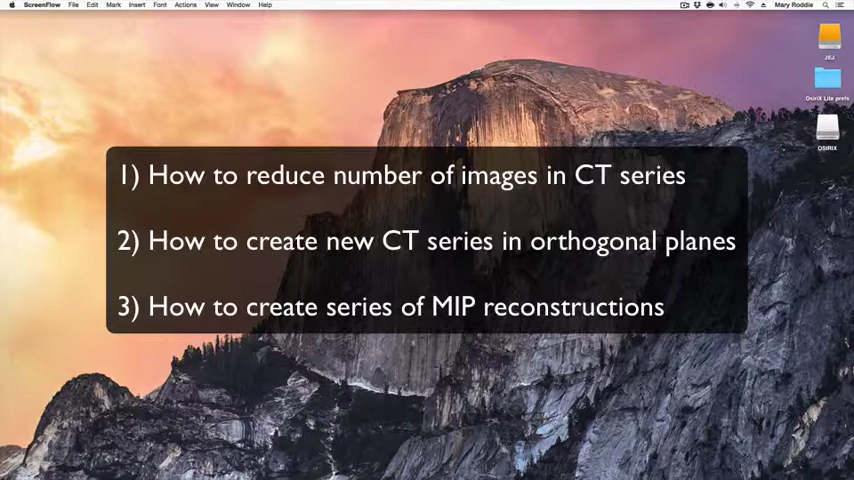 ScreenFlow File Edit Mark Insert Font Actions View Window Help Mary Roddie
JEJ
OsiriX Lite prefs
OSIRIX
1) How to reduce number of images in CT series
2) How to create new CT series in orthogonal planes
3) How to create series of MIP reconstructions